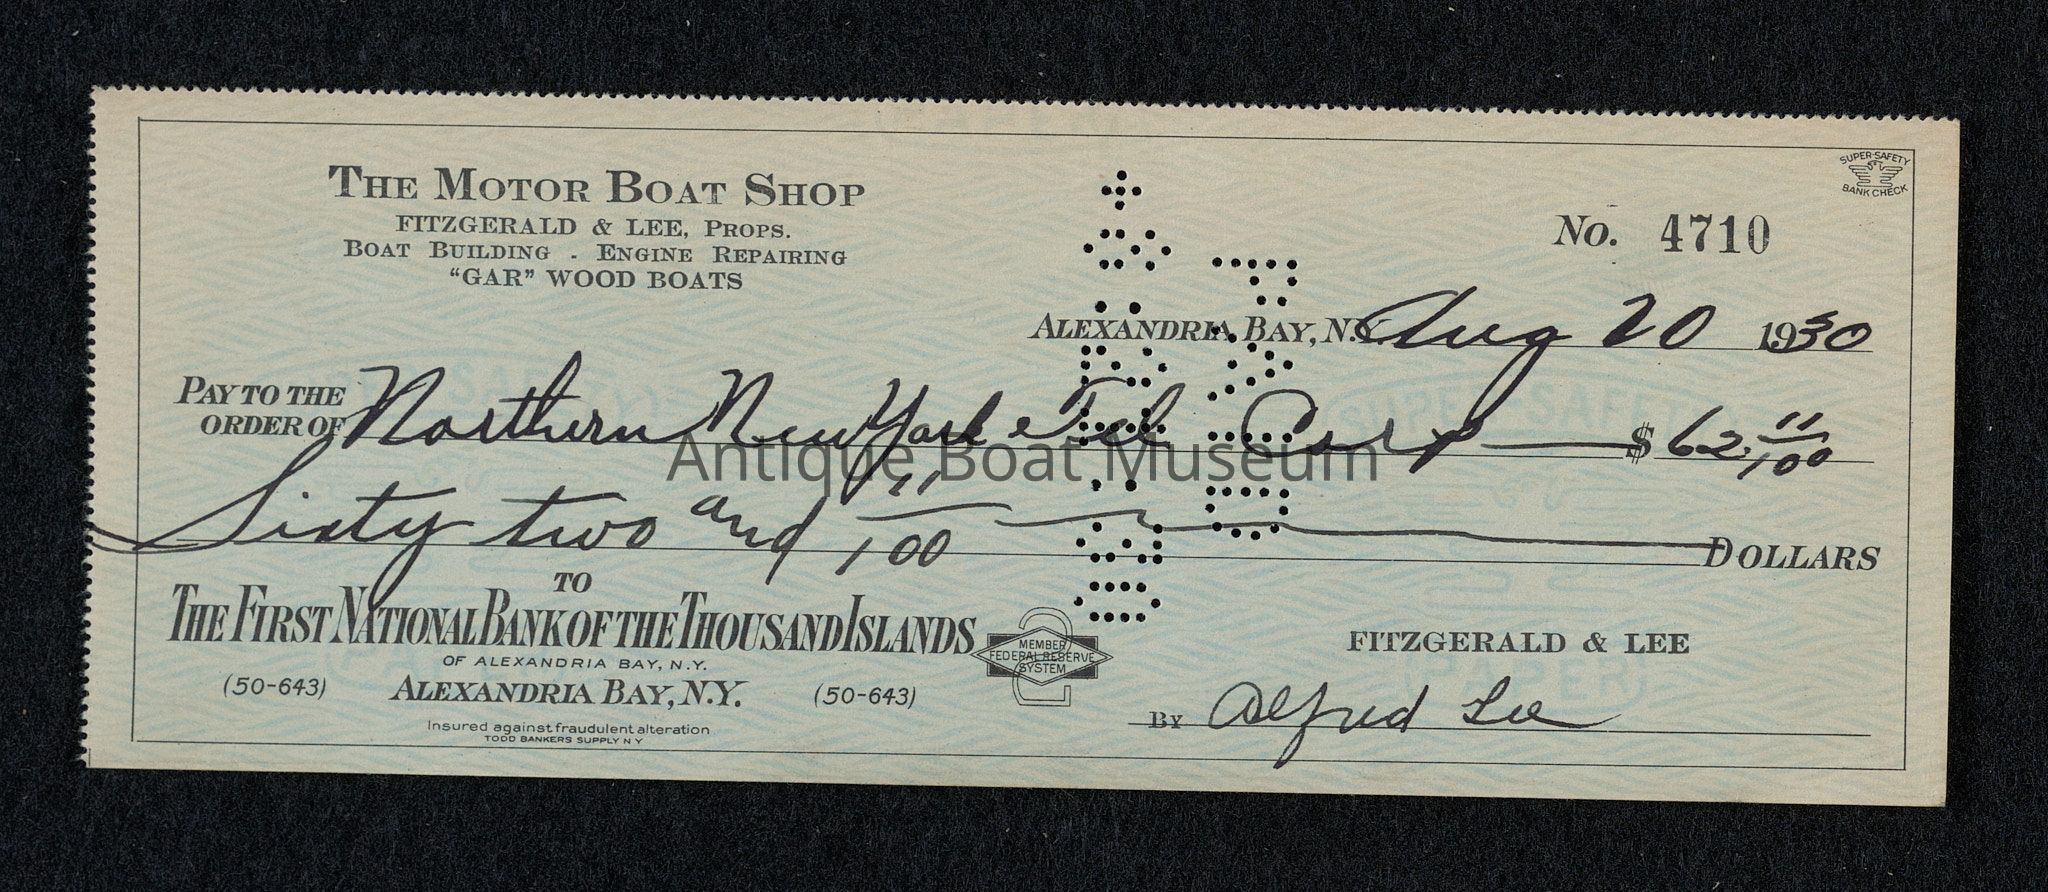 THE MOTOR BOAT SHOP
FITZGERALD & LEE, PROPS.
BOAT BUILDING . ENGINE REPAIRING
"GAR" WOOD BOATS
SUPER-SAFETY
BANK CHECK
No. 4710
ALEXANDRIA BAY, N.Y. Aug 20 1930
PAY TO THE
ORDER OF Northern New York Tel Corp $ 62 11/100
Antique Boat Museum
Sixty two and 11/100 DOLLARS
TO
THE FIRST NATIONAL BANK OF THE THOUSAND ISLANDS
OF ALEXANDRIA BAY, N.Y.
(50-643) ALEXANDRIA BAY, N.Y. (50-643)
Insured against fraudulent alteration
TODD BANKERS SUPPLY N Y
2
MEMBER
FEDERAL RESERVE
SYSTEM
FITZGERALD & LEE
BY Alfred Lee